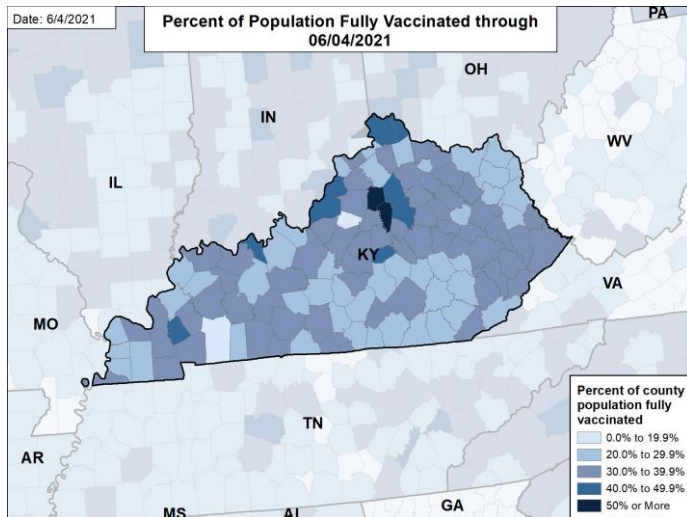 Date: 6/4/2021
Percent of Population Fully Vaccinated through
06/04/2021
PA
OH
IN
WV
IL
KY
VA
MO
TN
AR
MS
AL
GA
Percent of county
population fully
vaccinated
0.0% to 19.9%
20.0% to 29.9%
30.0% to 39.9%
40.0% to 49.9%
50% or More